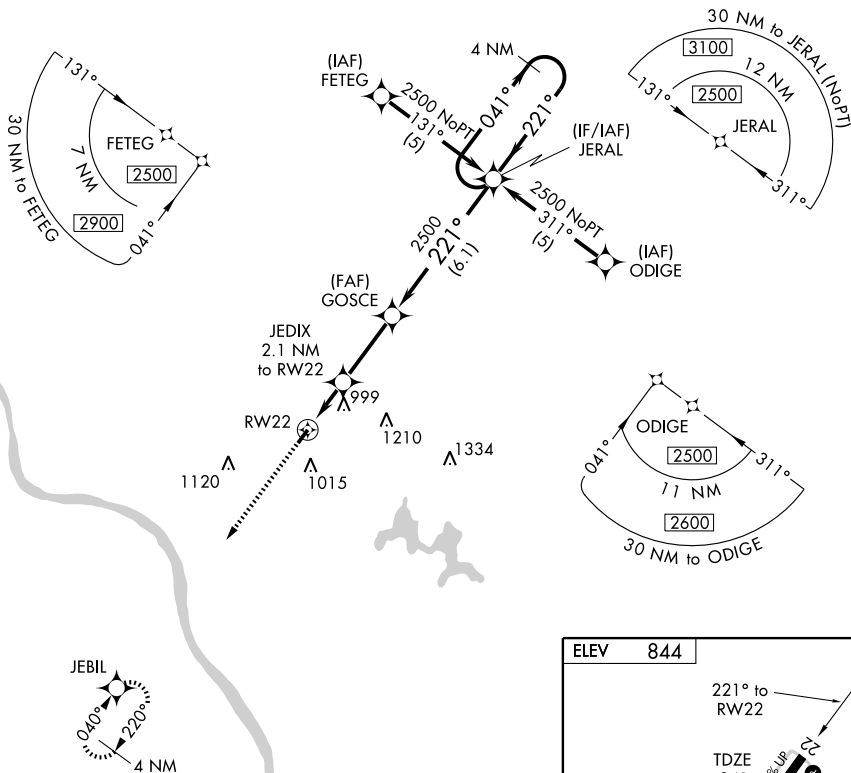 131°
FETEG
7 NM
2500
30 NM to FETEG
2900
041°
(IAF)
FETEG
2500 NoPT
131°
(5)
4 NM
041°
221°
(IF/IAF)
JERAL
2500 NoPT
311°
(5)
(IAF)
ODIGE
30 NM to JERAL (NoPT)
3100
12 NM
131°
2500
JERAL
311°
2500
221°
(6.1)
(FAF)
GOSCE
JEDIX
2.1 NM
to RW22
999
RW22
1210
1334
1120
1015
ODIGE
041°
2500
311°
11 NM
2600
30 NM to ODIGE
JEBIL
040°
220°
4 NM
ELEV 844
221° to
RW22
22
TDZE
UP